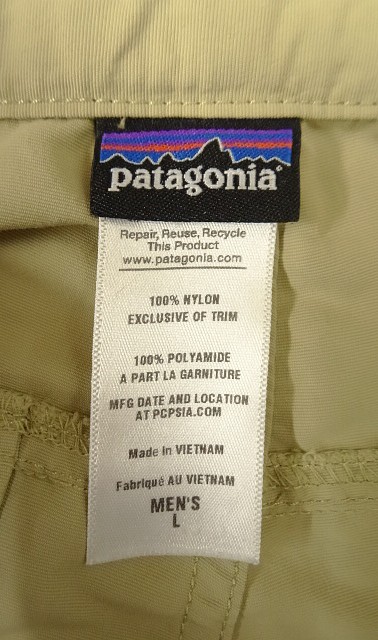 patagonia®
Repair, Reuse, Recycle
This Product
www.patagonia.com
100% NYLON
EXCLUSIVE OF TRIM
100% POLYAMIDE
A PART LA GARNITURE
MFG DATE AND LOCATION
AT PCPSIA.COM
Made in VIETNAM
Fabriqué AU VIETNAM
MEN'S
L